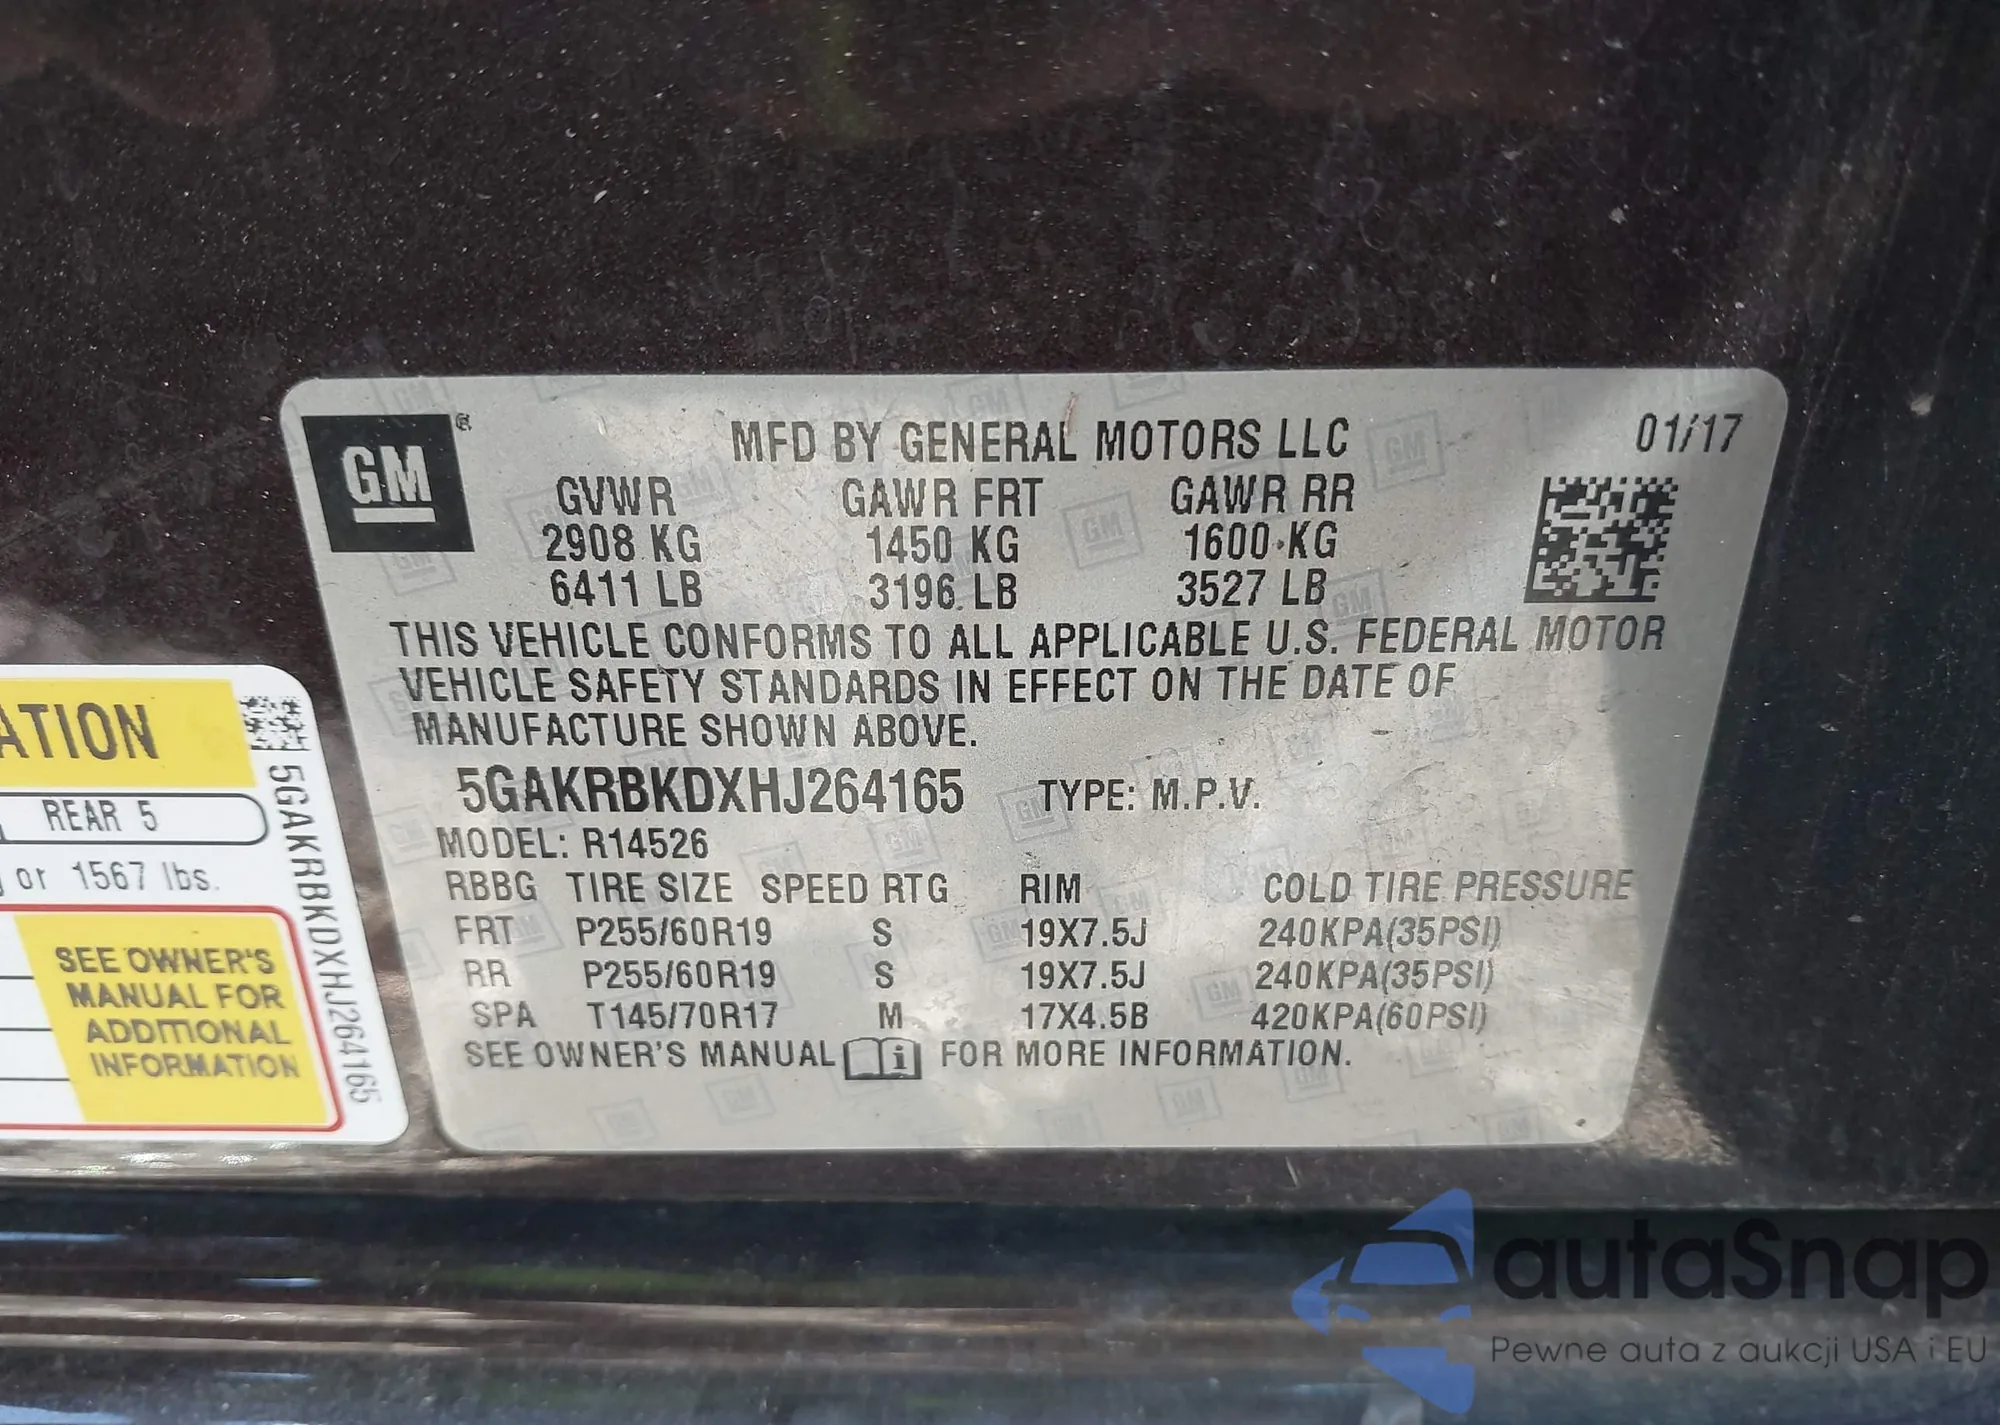 GM ®
MFD BY GENERAL MOTORS LLC 01/17
GVWR GAWR FRT GAWR RR
2908 KG 1450 KG 1600 KG
6411 LB 3196 LB 3527 LB
THIS VEHICLE CONFORMS TO ALL APPLICABLE U.S. FEDERAL MOTOR
VEHICLE SAFETY STANDARDS IN EFFECT ON THE DATE OF
MANUFACTURE SHOWN ABOVE.
5GAKRBKDXHJ264165 TYPE: M.P.V.
MODEL: R14526
RBBG TIRE SIZE SPEED RTG RIM COLD TIRE PRESSURE
FRT P255/60R19 S 19X7.5J 240KPA(35PSI)
RR P255/60R19 S 19X7.5J 240KPA(35PSI)
SPA T145/70R17 M 17X4.5B 420KPA(60PSI)
SEE OWNER'S MANUAL i FOR MORE INFORMATION.
ATION
REAR 5
or 1567 lbs.
SEE OWNER'S
MANUAL FOR
ADDITIONAL
INFORMATION
5GAKRBKDXHJ264165
autaSnap
Pewne auta z aukcji USA i EU